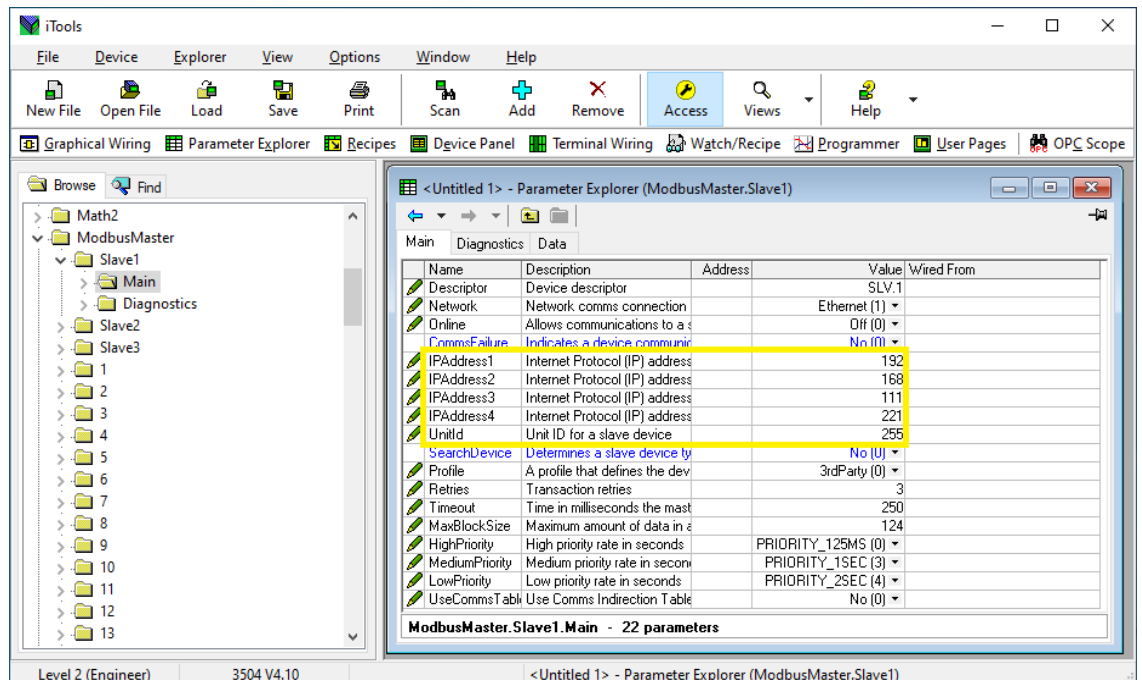 iTools
File Device Explorer View Options Window Help
New File Open File Load Save Print Scan Add Remove Access Views Help
Graphical Wiring Parameter Explorer Recipes Device Panel Terminal Wiring Watch/Recipe Programmer User Pages OPC Scope
Browse Find
Math2
ModbusMaster
Slave1
Main
Diagnostics
Slave2
Slave3
1
2
3
4
5
6
7
8
9
10
11
12
13
<Untitled 1> - Parameter Explorer (ModbusMaster.Slave1)
Main Diagnostics Data
Name Description Address Value Wired From
Descriptor Device descriptor SLV.1
Network Network comms connection Ethernet (1)
Online Allows communications to a s Off (0)
CommsFailure Indicates a device communic No (0)
IPAddress1 Internet Protocol (IP) address 192
IPAddress2 Internet Protocol (IP) address 168
IPAddress3 Internet Protocol (IP) address 111
IPAddress4 Internet Protocol (IP) address 221
UnitId Unit ID for a slave device 255
SearchDevice Determines a slave device ty No (0)
Profile A profile that defines the dev 3rdParty (0)
Retries Transaction retries 3
Timeout Time in milliseconds the mast 250
MaxBlockSize Maximum amount of data in a 124
HighPriority High priority rate in seconds PRIORITY_125MS (0)
MediumPriority Medium priority rate in secon PRIORITY_1SEC (3)
LowPriority Low priority rate in seconds PRIORITY_2SEC (4)
UseCommsTabl Use Comms Indirection Table No (0)
ModbusMaster.Slave1.Main - 22 parameters
Level 2 (Engineer) 3504 V4.10 <Untitled 1> - Parameter Explorer (ModbusMaster.Slave1)